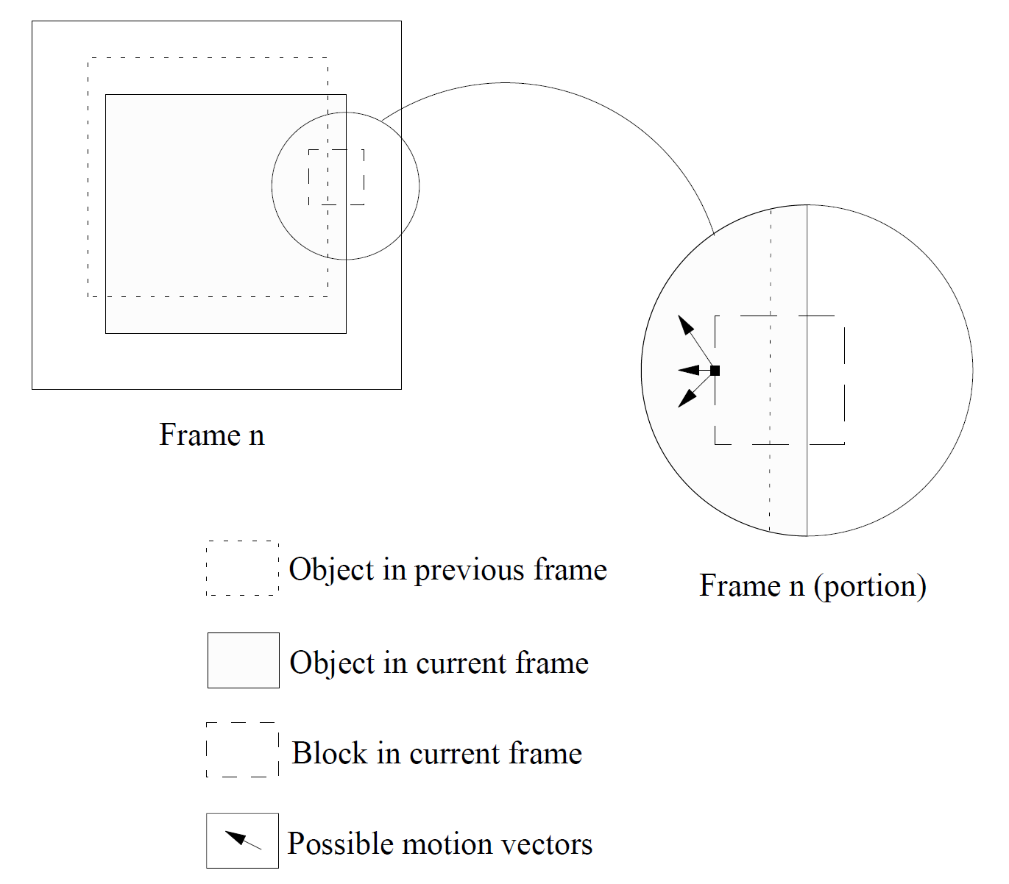 Frame n
Frame n (portion)
Object in previous frame
Object in current frame
Block in current frame
Possible motion vectors